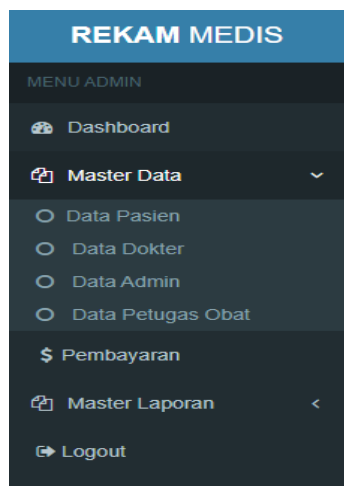 REKAM MEDIS
MENU ADMIN
Dashboard
Master Data
Data Pasien
Data Dokter
Data Admin
Data Petugas Obat
$ Pembayaran
Master Laporan
Logout